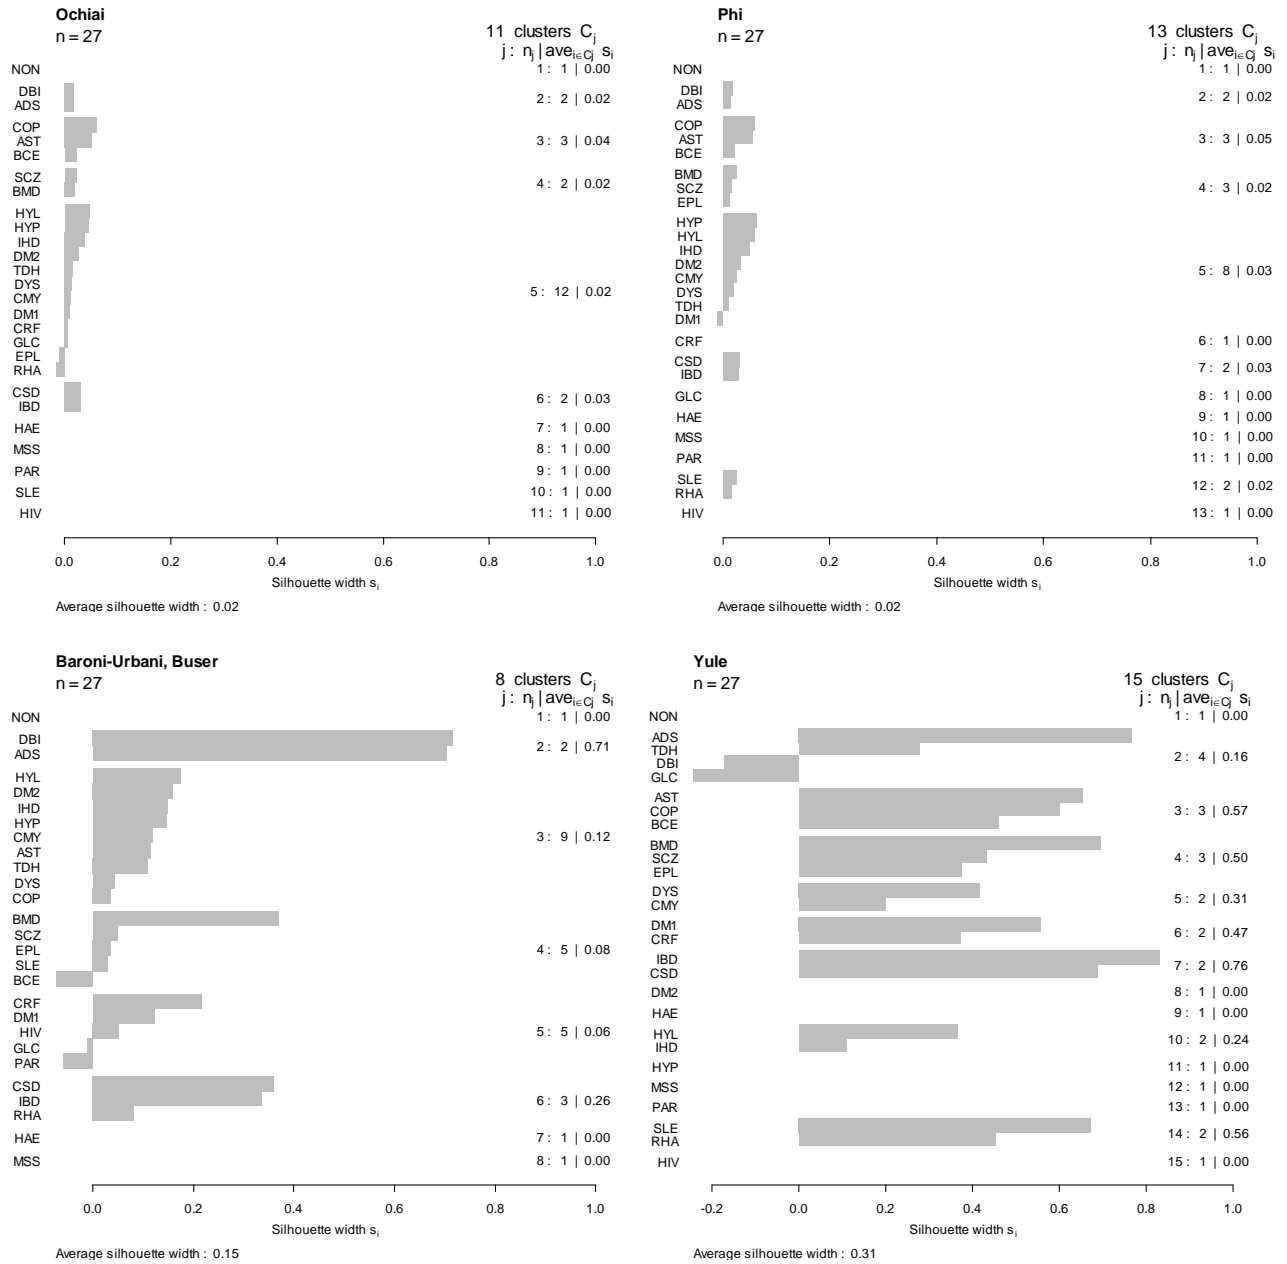 Ochiai
n = 27
11 clusters Cj
j : nj | avei∈Cj si
NON
1 : 1 | 0.00
DBI
ADS
2 : 2 | 0.02
COP
AST
BCE
3 : 3 | 0.04
SCZ
BMD
4 : 2 | 0.02
HYL
HYP
IHD
DM2
TDH
DYS
CMY
DM1
CRF
GLC
EPL
RHA
5 : 12 | 0.02
CSD
IBD
6 : 2 | 0.03
HAE
7 : 1 | 0.00
MSS
8 : 1 | 0.00
PAR
9 : 1 | 0.00
SLE
10 : 1 | 0.00
HIV
11 : 1 | 0.00
0.0 0.2 0.4 0.6 0.8 1.0
Silhouette width si
Average silhouette width : 0.02
Phi
n = 27
13 clusters Cj
j : nj | avei∈Cj si
NON
1 : 1 | 0.00
DBI
ADS
2 : 2 | 0.02
COP
AST
BCE
3 : 3 | 0.05
BMD
SCZ
EPL
4 : 3 | 0.02
HYP
HYL
IHD
DM2
CMY
DYS
TDH
DM1
5 : 8 | 0.03
CRF
6 : 1 | 0.00
CSD
IBD
7 : 2 | 0.03
GLC
8 : 1 | 0.00
HAE
9 : 1 | 0.00
MSS
10 : 1 | 0.00
PAR
11 : 1 | 0.00
SLE
RHA
12 : 2 | 0.02
HIV
13 : 1 | 0.00
0.0 0.2 0.4 0.6 0.8 1.0
Silhouette width si
Average silhouette width : 0.02
Baroni-Urbani, Buser
n = 27
8 clusters Cj
j : nj | avei∈Cj si
NON
1 : 1 | 0.00
DBI
ADS
2 : 2 | 0.71
HYL
DM2
IHD
HYP
CMY
AST
TDH
DYS
COP
3 : 9 | 0.12
BMD
SCZ
EPL
SLE
BCE
4 : 5 | 0.08
CRF
DM1
HIV
GLC
PAR
5 : 5 | 0.06
CSD
IBD
RHA
6 : 3 | 0.26
HAE
7 : 1 | 0.00
MSS
8 : 1 | 0.00
0.0 0.2 0.4 0.6 0.8 1.0
Silhouette width si
Average silhouette width : 0.15
Yule
n = 27
15 clusters Cj
j : nj | avei∈Cj si
NON
1 : 1 | 0.00
ADS
TDH
DBI
GLC
2 : 4 | 0.16
AST
COP
BCE
3 : 3 | 0.57
BMD
SCZ
EPL
4 : 3 | 0.50
DYS
CMY
5 : 2 | 0.31
DM1
CRF
6 : 2 | 0.47
IBD
CSD
7 : 2 | 0.76
DM2
8 : 1 | 0.00
HAE
9 : 1 | 0.00
HYL
IHD
10 : 2 | 0.24
HYP
11 : 1 | 0.00
MSS
12 : 1 | 0.00
PAR
13 : 1 | 0.00
SLE
RHA
14 : 2 | 0.56
HIV
15 : 1 | 0.00
-0.2 0.0 0.2 0.4 0.6 0.8 1.0
Silhouette width si
Average silhouette width : 0.31